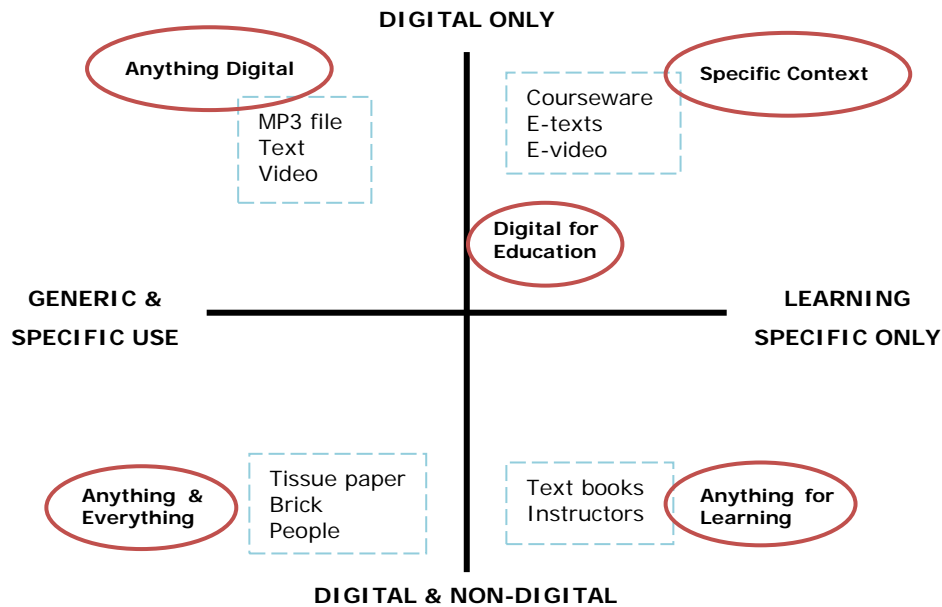 DIGITAL ONLY
Anything Digital
MP3 file
Text
Video
Specific Context
Courseware
E-texts
E-video
Digital for
Education
GENERIC &
SPECIFIC USE
LEARNING
SPECIFIC ONLY
Anything &
Everything
Tissue paper
Brick
People
Text books
Instructors
Anything for
Learning
DIGITAL & NON-DIGITAL